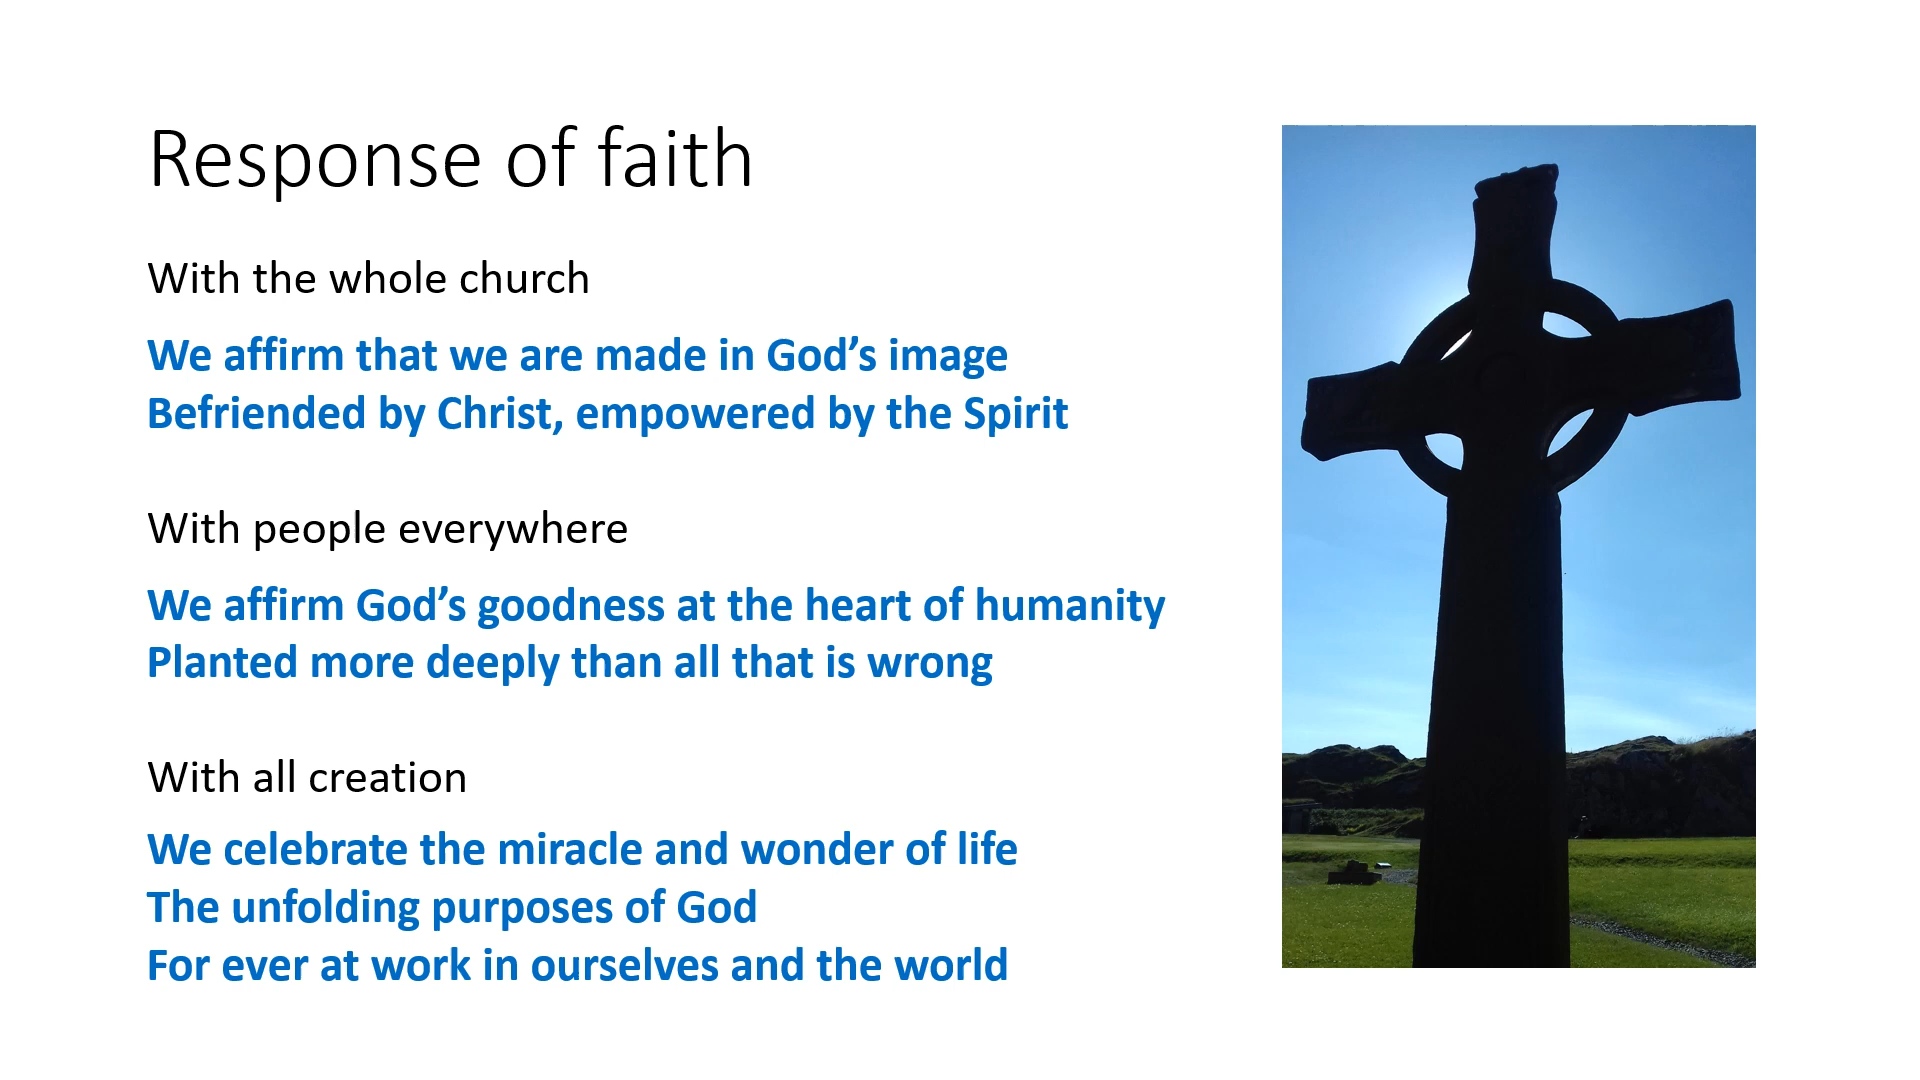 Response of faith
With the whole church
We affirm that we are made in God’s image
Befriended by Christ, empowered by the Spirit
With people everywhere
We affirm God’s goodness at the heart of humanity
Planted more deeply than all that is wrong
With all creation
We celebrate the miracle and wonder of life
The unfolding purposes of God
For ever at work in ourselves and the world